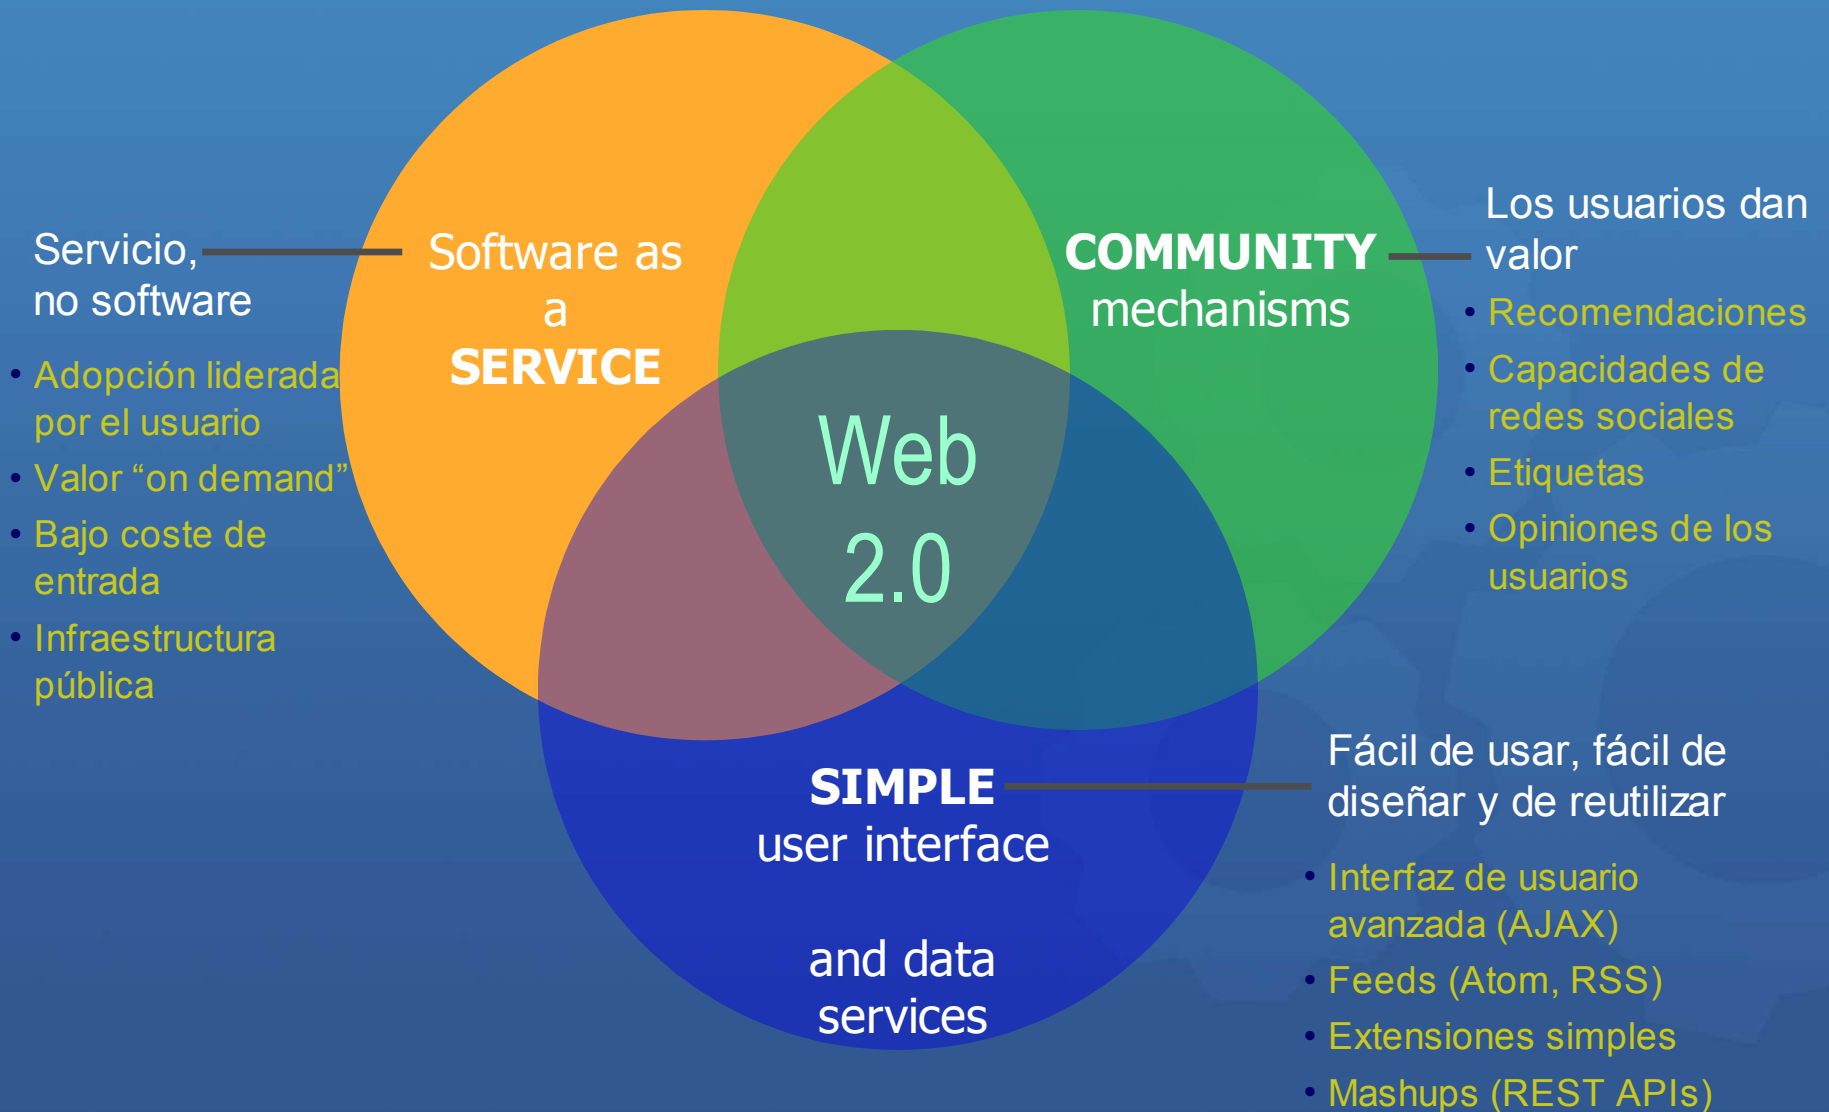 Servicio,
no software
• Adopción liderada
por el usuario
• Valor “on demand”
• Bajo coste de
entrada
• Infraestructura
pública
Software as
a
SERVICE
COMMUNITY
mechanisms
Los usuarios dan
valor
• Recomendaciones
• Capacidades de
redes sociales
• Etiquetas
• Opiniones de los
usuarios
Web
2.0
SIMPLE
user interface
and data
services
Fácil de usar, fácil de
diseñar y de reutilizar
• Interfaz de usuario
avanzada (AJAX)
• Feeds (Atom, RSS)
• Extensiones simples
• Mashups (REST APIs)